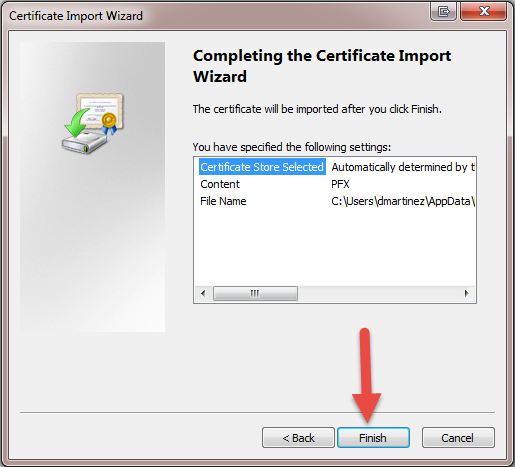 Certificate Import Wizard
Completing the Certificate Import
Wizard
The certificate will be imported after you click Finish.
You have specified the following settings:
Certificate Store Selected Automatically determined by t
Content PFX
File Name C:\Users\dmartinez\AppData\
< Back Finish Cancel